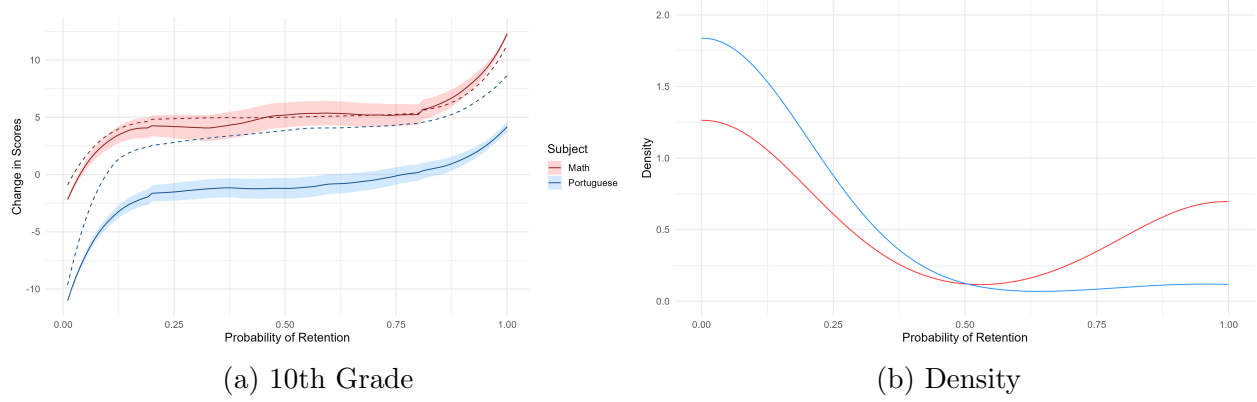 10
5
0
-5
-10
Change in Scores
0.00 0.25 0.50 0.75 1.00
Probability of Retention
Subject
Math
Portuguese
(a) 10th Grade
2.0
1.5
1.0
0.5
0.0
Density
0.00 0.25 0.50 0.75 1.00
Probability of Retention
(b) Density